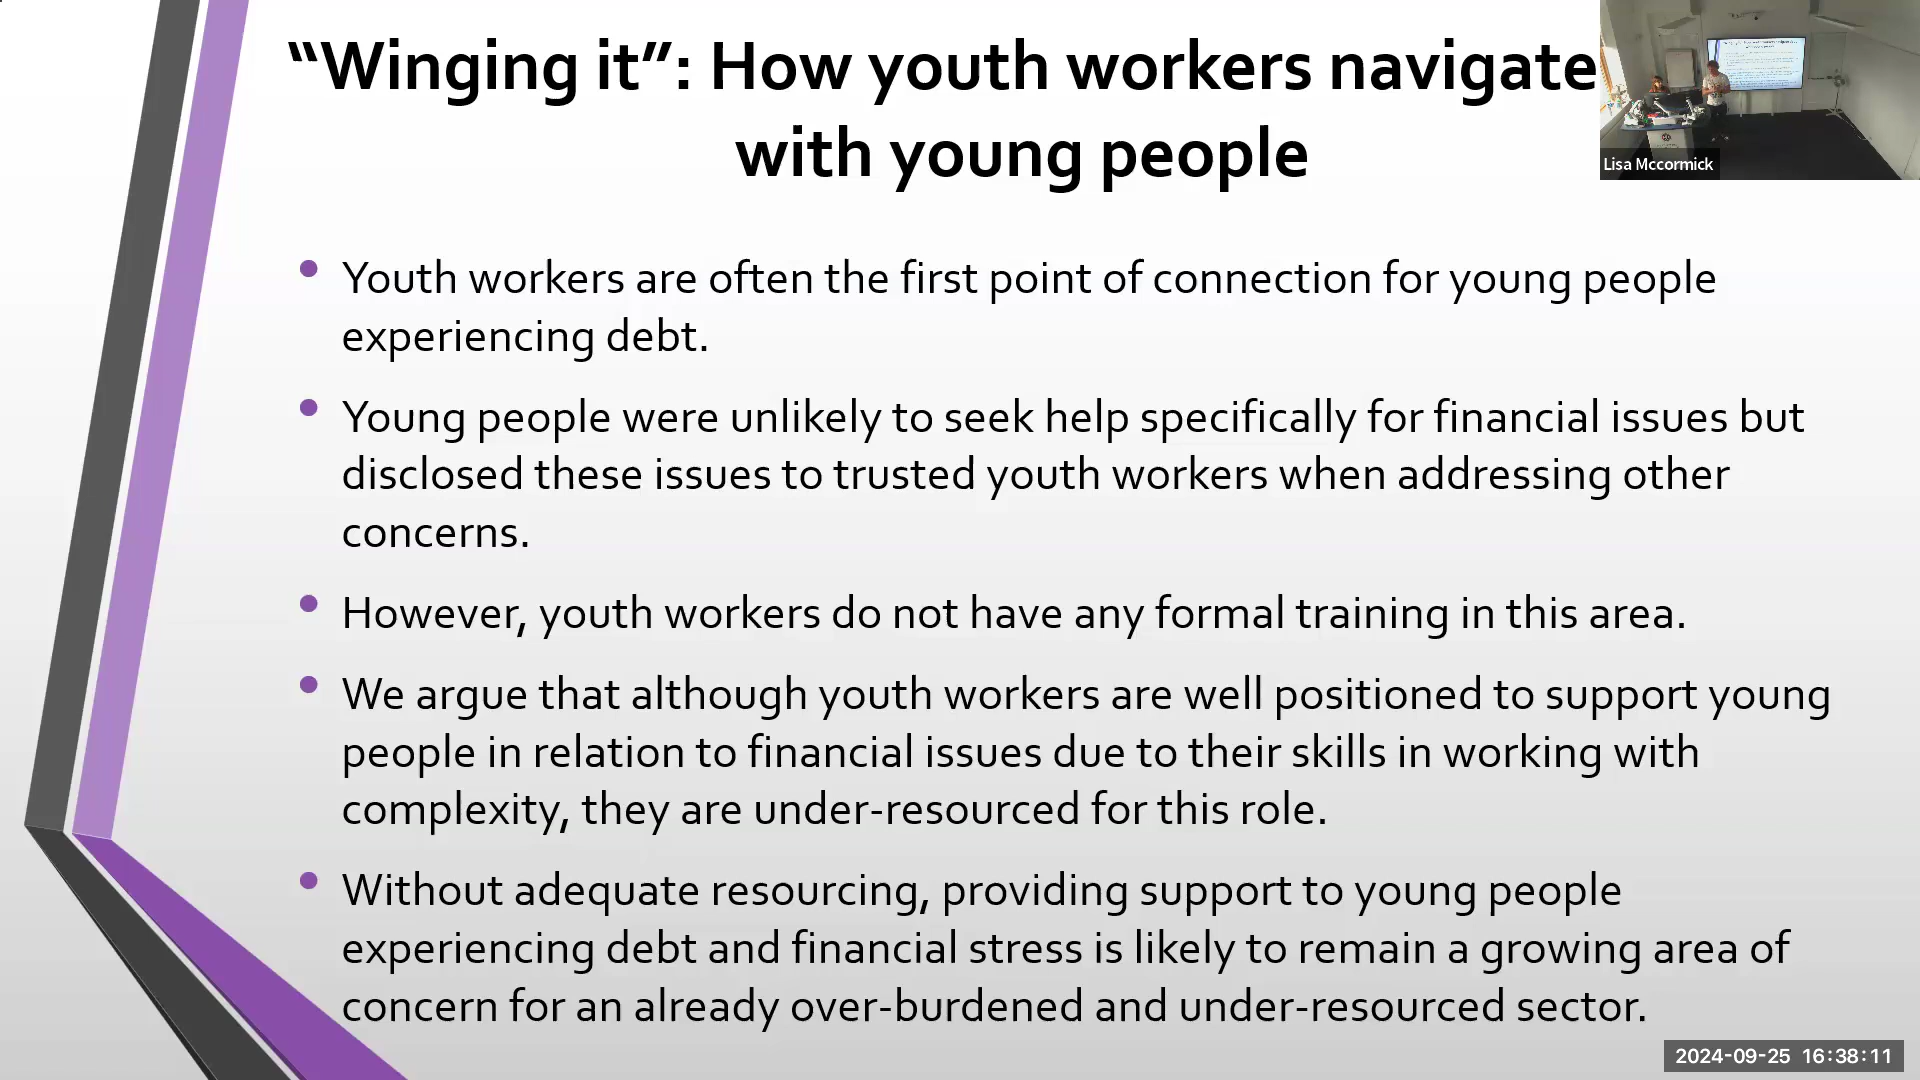 “Winging it”: How youth workers navigate
with young people
Lisa Mccormick
• Youth workers are often the first point of connection for young people
experiencing debt.
• Young people were unlikely to seek help specifically for financial issues but
disclosed these issues to trusted youth workers when addressing other
concerns.
• However, youth workers do not have any formal training in this area.
• We argue that although youth workers are well positioned to support young
people in relation to financial issues due to their skills in working with
complexity, they are under-resourced for this role.
• Without adequate resourcing, providing support to young people
experiencing debt and financial stress is likely to remain a growing area of
concern for an already over-burdened and under-resourced sector.
2024-09-25 16:38:11